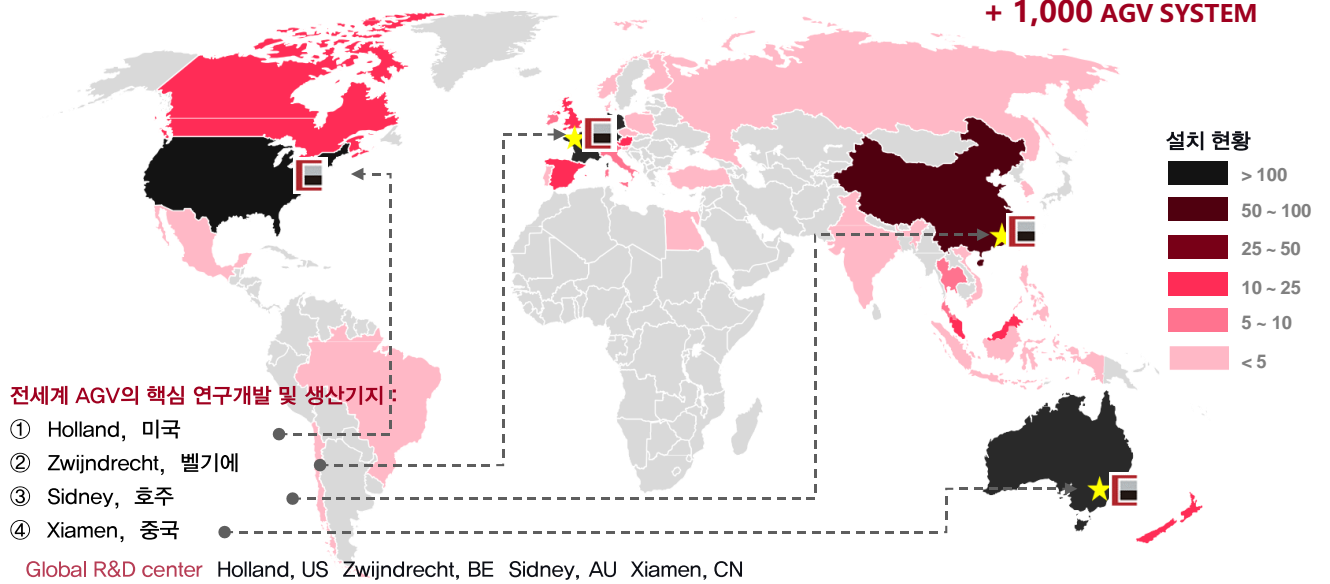 + 1,000 AGV SYSTEM
설치 현황
> 100
50 ~ 100
25 ~ 50
10 ~ 25
5 ~ 10
< 5
전세계 AGV의 핵심 연구개발 및 생산기지 :
① Holland, 미국
② Zwijndrecht, 벨기에
③ Sidney, 호주
④ Xiamen, 중국
Global R&D center Holland, US Zwijndrecht, BE Sidney, AU Xiamen, CN